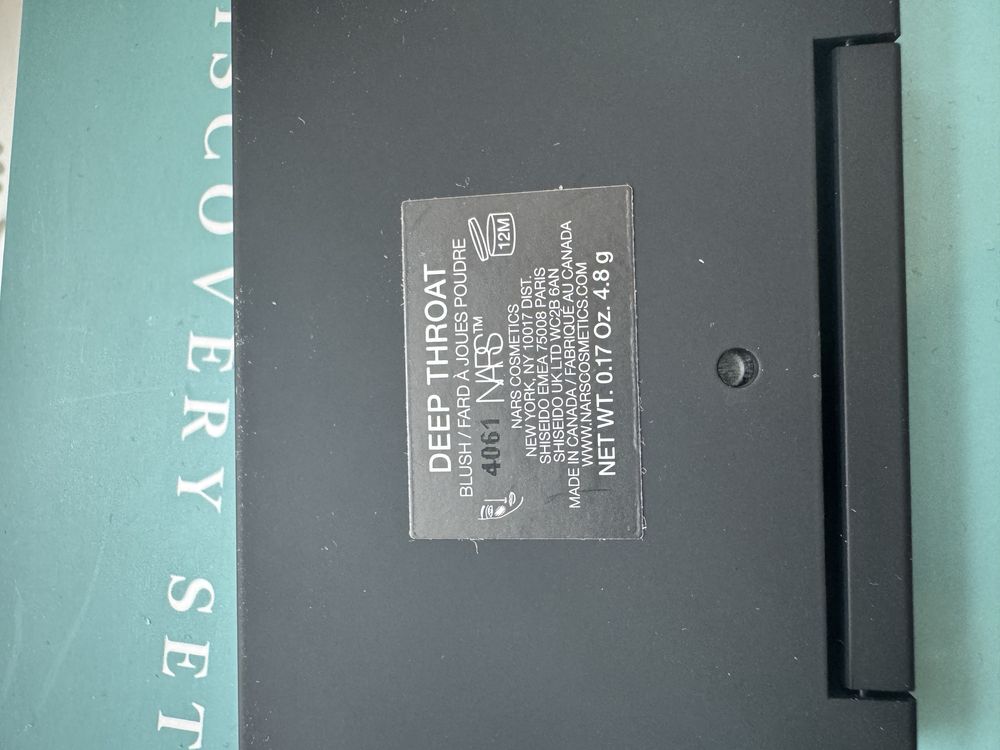 DISCOVERY SET
DEEP THROAT
BLUSH / FARD À JOUES POUDRE
4061 NARS™ 12M
NARS COSMETICS
NEW YORK, NY 10017 DIST.
SHISEIDO EMEA 75008 PARIS
SHISEIDO UK LTD WC2B 6AN
MADE IN CANADA / FABRIQUÉ AU CANADA
WWW.NARSCOSMETICS.COM
NET WT. 0.17 Oz. 4.8 g